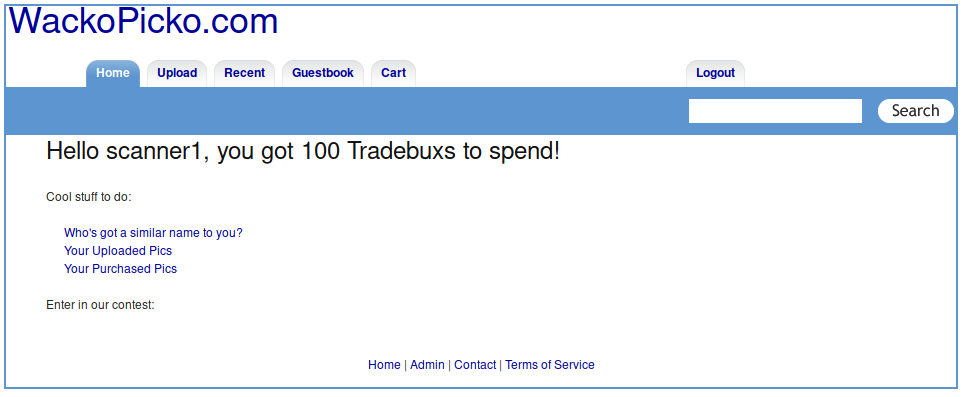 WackoPicko.com
Home Upload Recent Guestbook Cart Logout
Search
Hello scanner1, you got 100 Tradebuxs to spend!
Cool stuff to do:
Who's got a similar name to you?
Your Uploaded Pics
Your Purchased Pics
Enter in our contest:
Home | Admin | Contact | Terms of Service